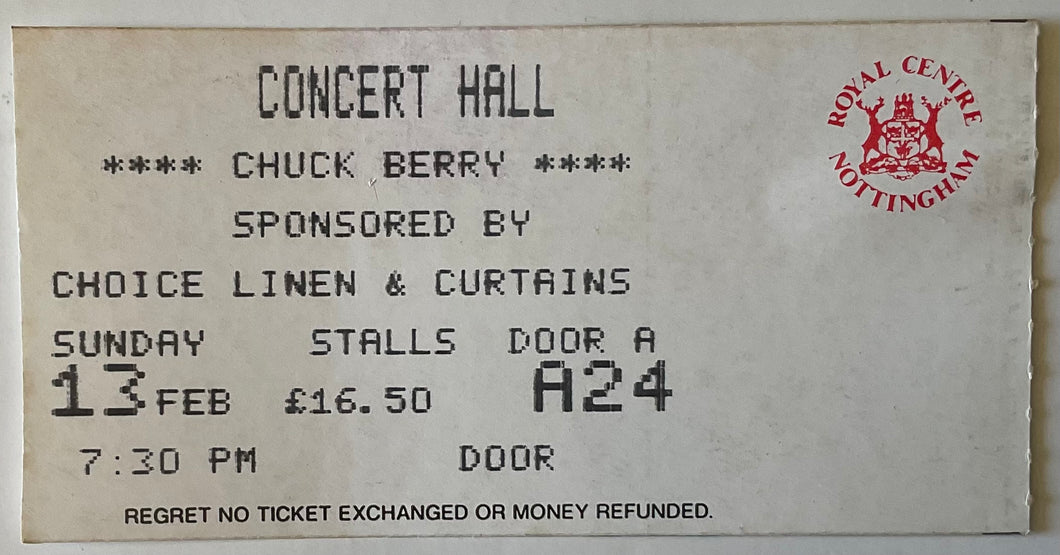 CONCERT HALL
**** CHUCK BERRY ****
SPONSORED BY
CHOICE LINEN & CURTAINS
SUNDAY STALLS DOOR A
13 FEB £16.50 A24
7:30 PM DOOR
REGRET NO TICKET EXCHANGED OR MONEY REFUNDED.
ROYAL CENTRE
NOTTINGHAM